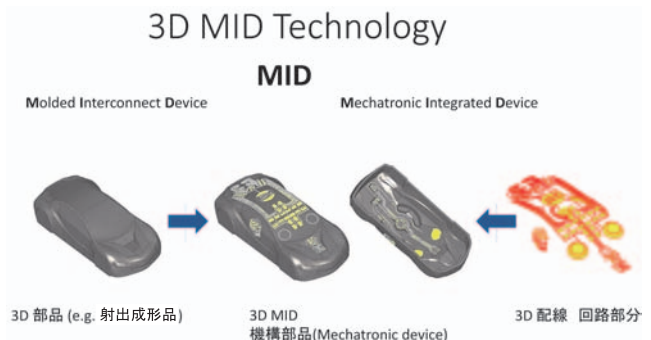 3D MID Technology
MID
Molded Interconnect Device
Mechatronic Integrated Device
3D 部品 (e.g. 射出成形品)
3D MID
機構部品(Mechatronic device)
3D 配線 回路部分